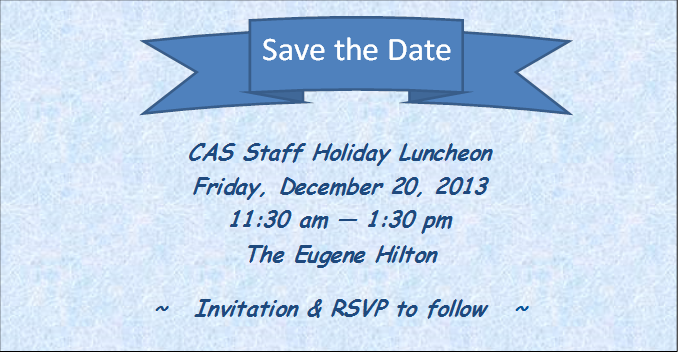 Save the Date
CAS Staff Holiday Luncheon
Friday, December 20, 2013
11:30 am — 1:30 pm
The Eugene Hilton
~ Invitation & RSVP to follow ~